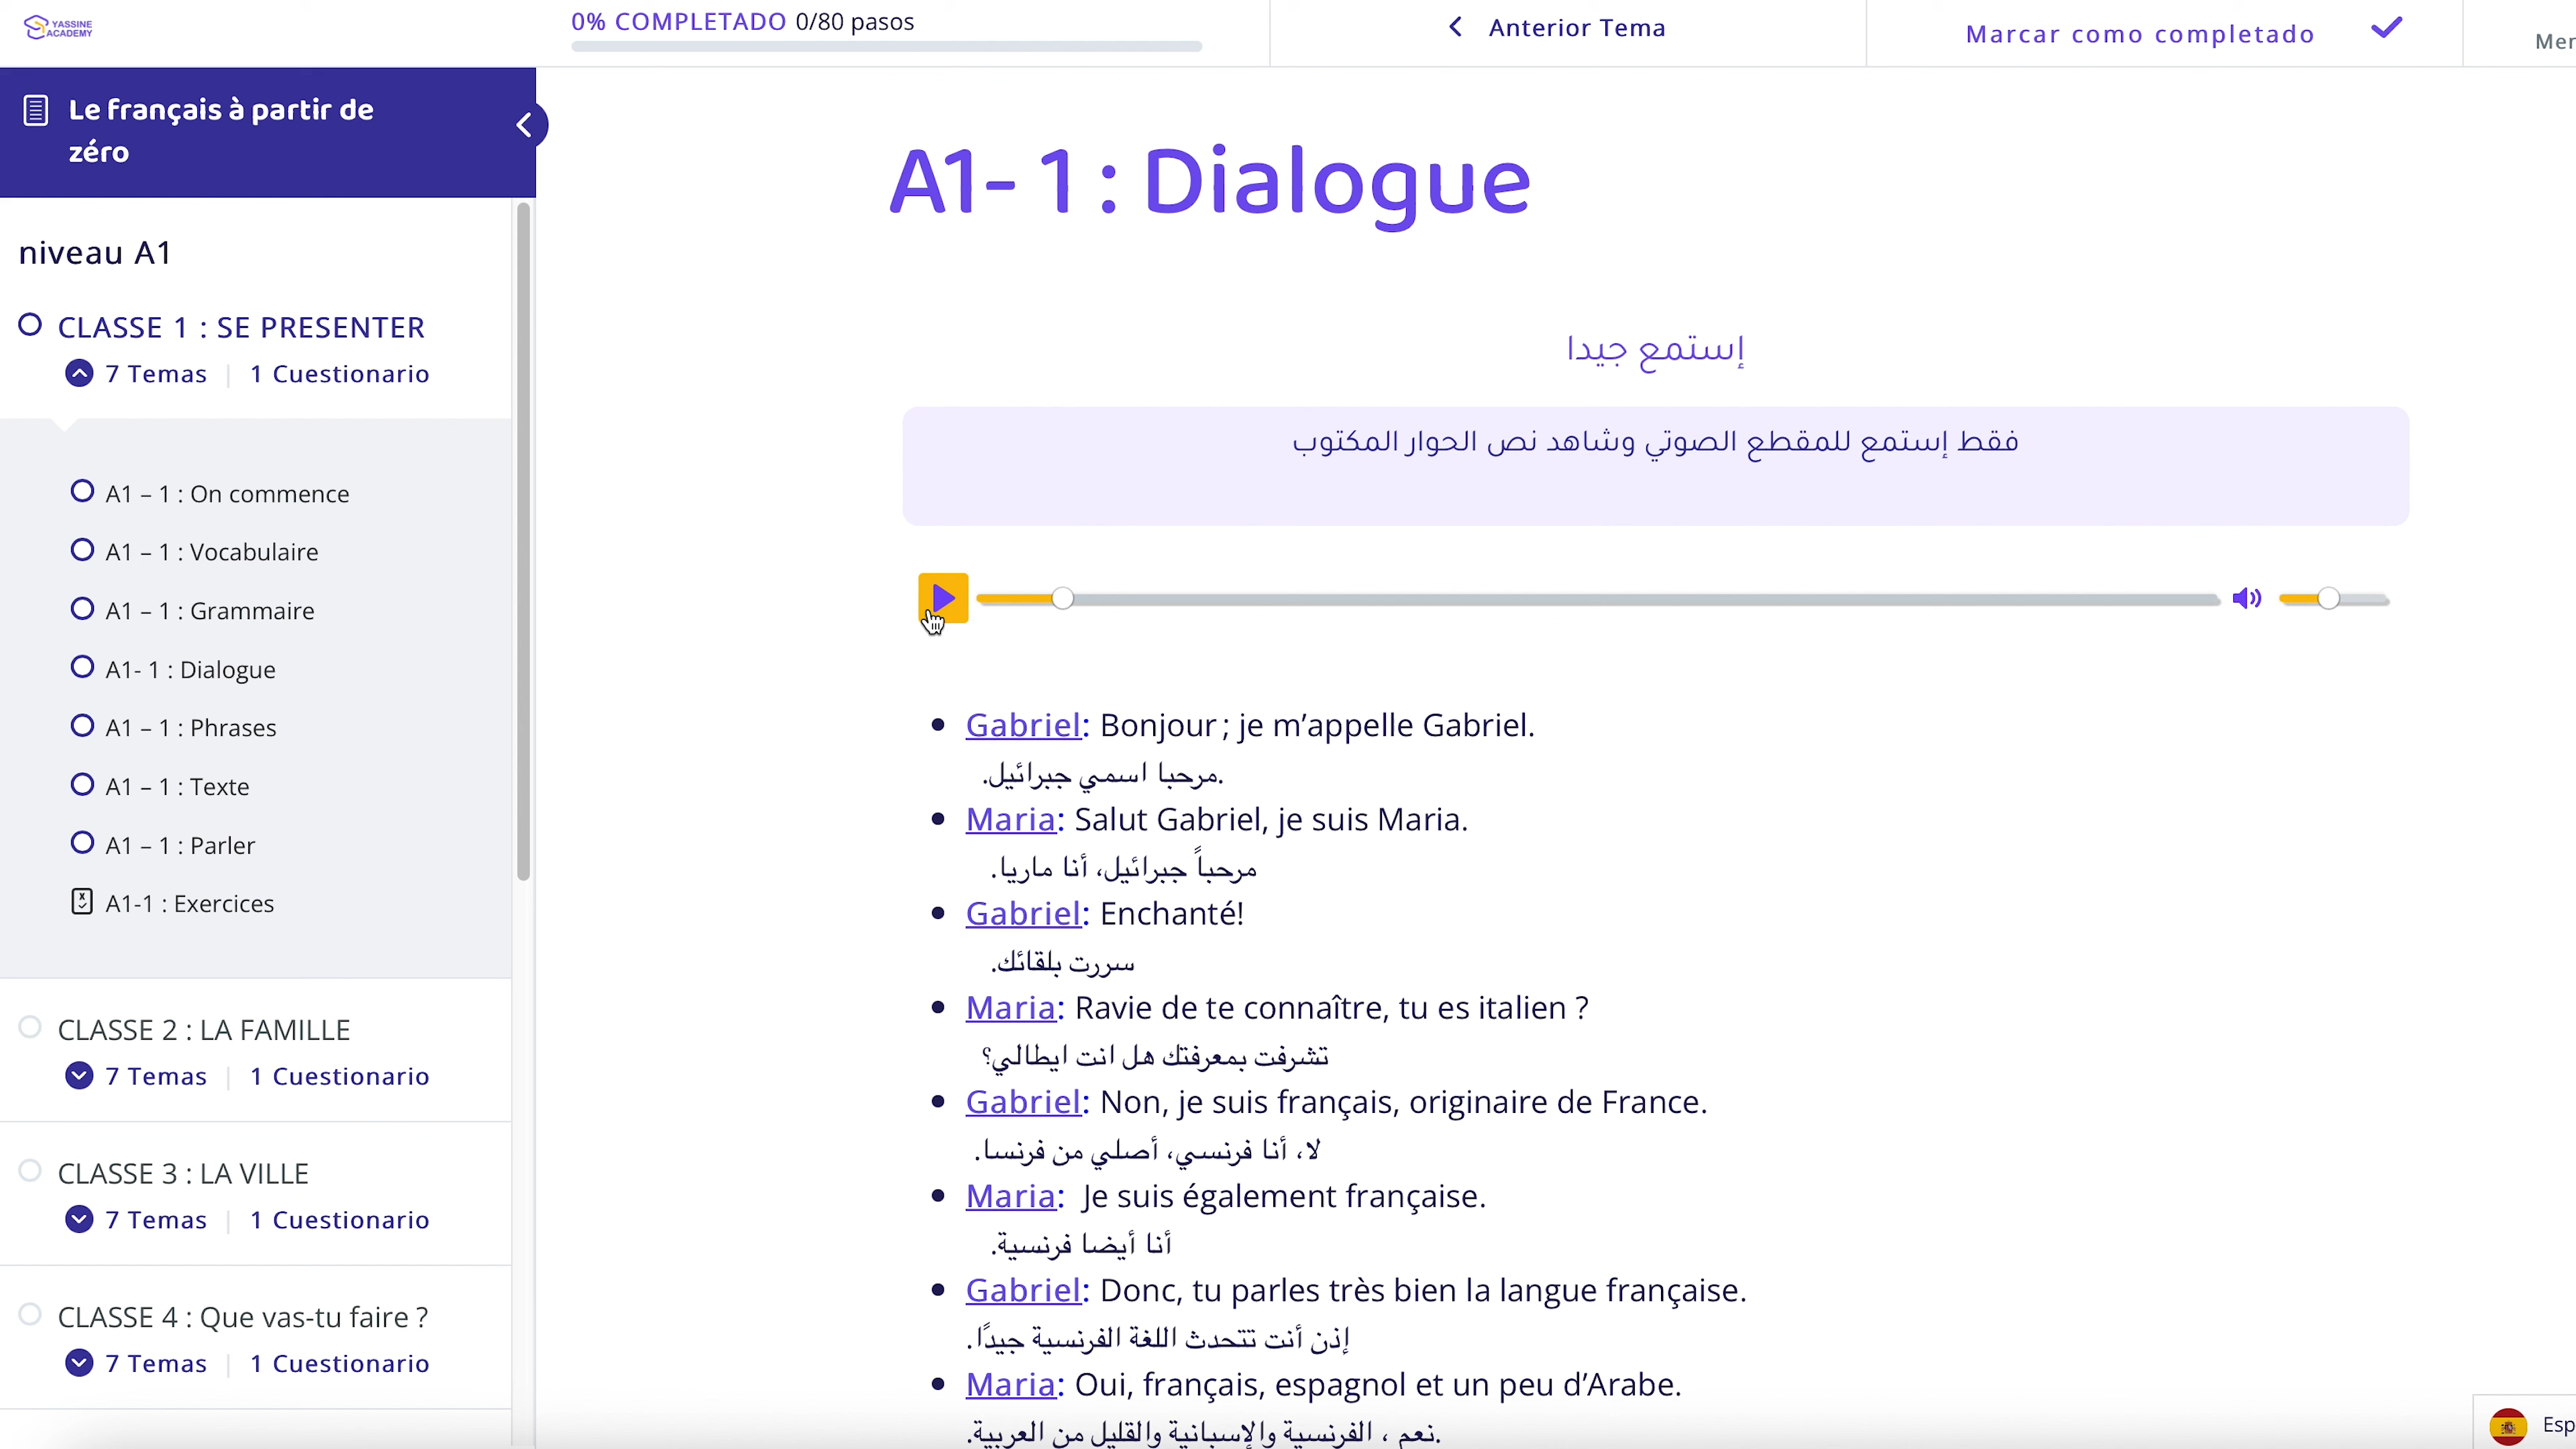 YASSINE
ACADEMY
0% COMPLETADO 0/80 pasos
Anterior Tema
Marcar como completado
Le français à partir de
zéro
niveau A1
CLASSE 1 : SE PRESENTER
7 Temas | 1 Cuestionario
A1 – 1 : On commence
A1 – 1 : Vocabulaire
A1 – 1 : Grammaire
A1- 1 : Dialogue
A1 – 1 : Phrases
A1 – 1 : Texte
A1 – 1 : Parler
A1-1 : Exercices
CLASSE 2 : LA FAMILLE
7 Temas | 1 Cuestionario
CLASSE 3 : LA VILLE
7 Temas | 1 Cuestionario
CLASSE 4 : Que vas-tu faire ?
7 Temas | 1 Cuestionario
A1- 1 : Dialogue
إستمع جيدا
فقط إستمع للمقطع الصوتي وشاهد نص الحوار المكتوب
Gabriel: Bonjour ; je m’appelle Gabriel.
.مرحبا اسمي جبرائيل.
Maria: Salut Gabriel, je suis Maria.
مرحباً جبرائيل، أنا ماريا.
Gabriel: Enchanté!
سررت بلقائك.
Maria: Ravie de te connaître, tu es italien ?
تشرفت بمعرفتك هل انت ايطالي؟
Gabriel: Non, je suis français, originaire de France.
لا، أنا فرنسي، أصلي من فرنسا.
Maria: Je suis également française.
أنا أيضا فرنسية.
Gabriel: Donc, tu parles très bien la langue française.
إذن أنت تتحدث اللغة الفرنسية جيدًا.
Maria: Oui, français, espagnol et un peu d’Arabe.
.نعم ، الفرنسية والإسبانية والقليل من العربية.